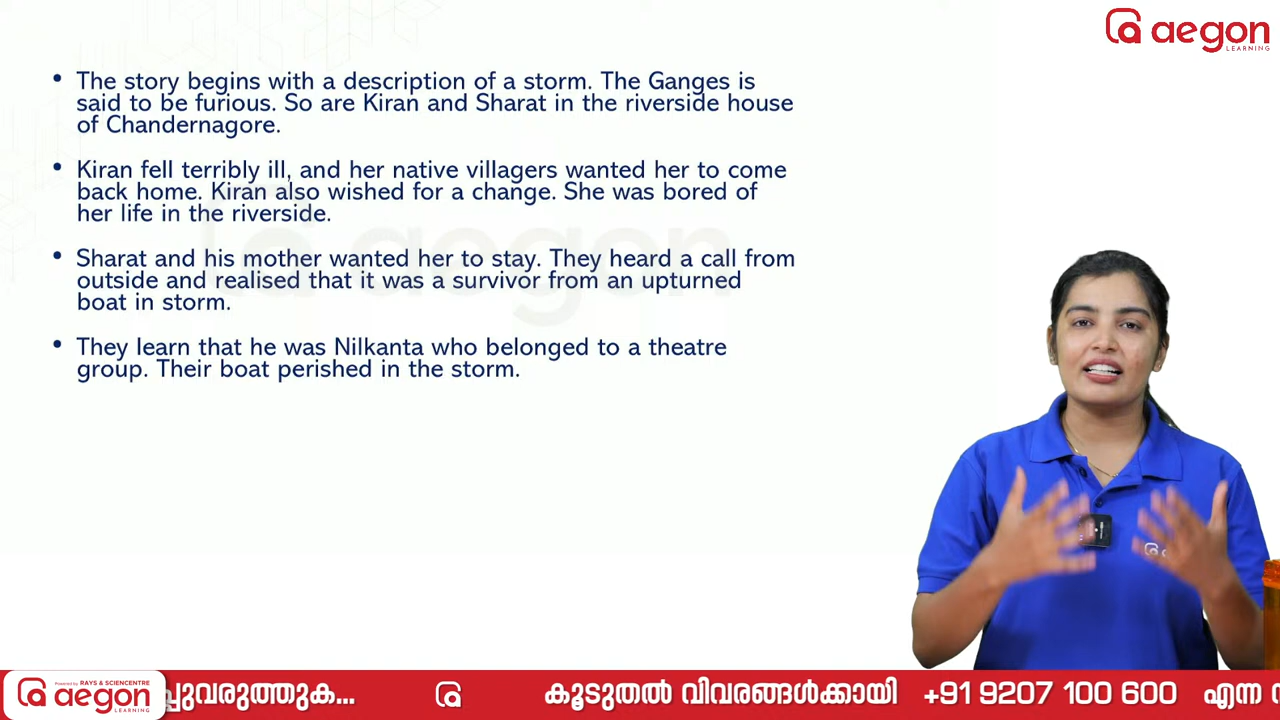 aegon
LEARNING
• The story begins with a description of a storm. The Ganges is
said to be furious. So are Kiran and Sharat in the riverside house
of Chandernagore.
• Kiran fell terribly ill, and her native villagers wanted her to come
back home. Kiran also wished for a change. She was bored of
her life in the riverside.
• Sharat and his mother wanted her to stay. They heard a call from
outside and realised that it was a survivor from an upturned
boat in storm.
• They learn that he was Nilkanta who belonged to a theatre
group. Their boat perished in the storm.
aegon
Powered by RAYS & SCIENCENTRE
aegon
LEARNING
പ്പുവരുത്തുക... കൂടുതൽ വിവരങ്ങൾക്കായി +91 9207 100 600 എന്ന